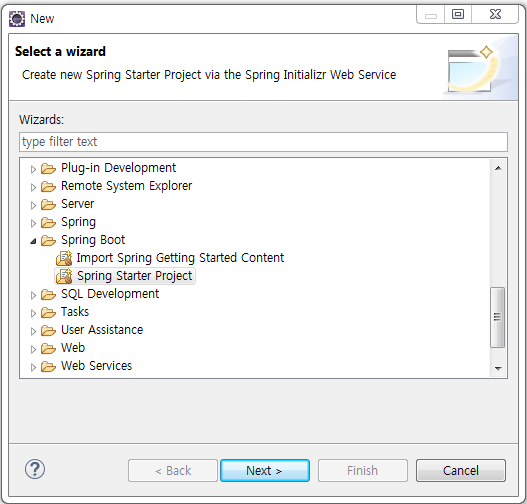 New
Select a wizard
Create new Spring Starter Project via the Spring Initializr Web Service
Wizards:
type filter text
Plug-in Development
Remote System Explorer
Server
Spring
Spring Boot
Import Spring Getting Started Content
Spring Starter Project
SQL Development
Tasks
User Assistance
Web
Web Services
?
< Back
Next >
Finish
Cancel